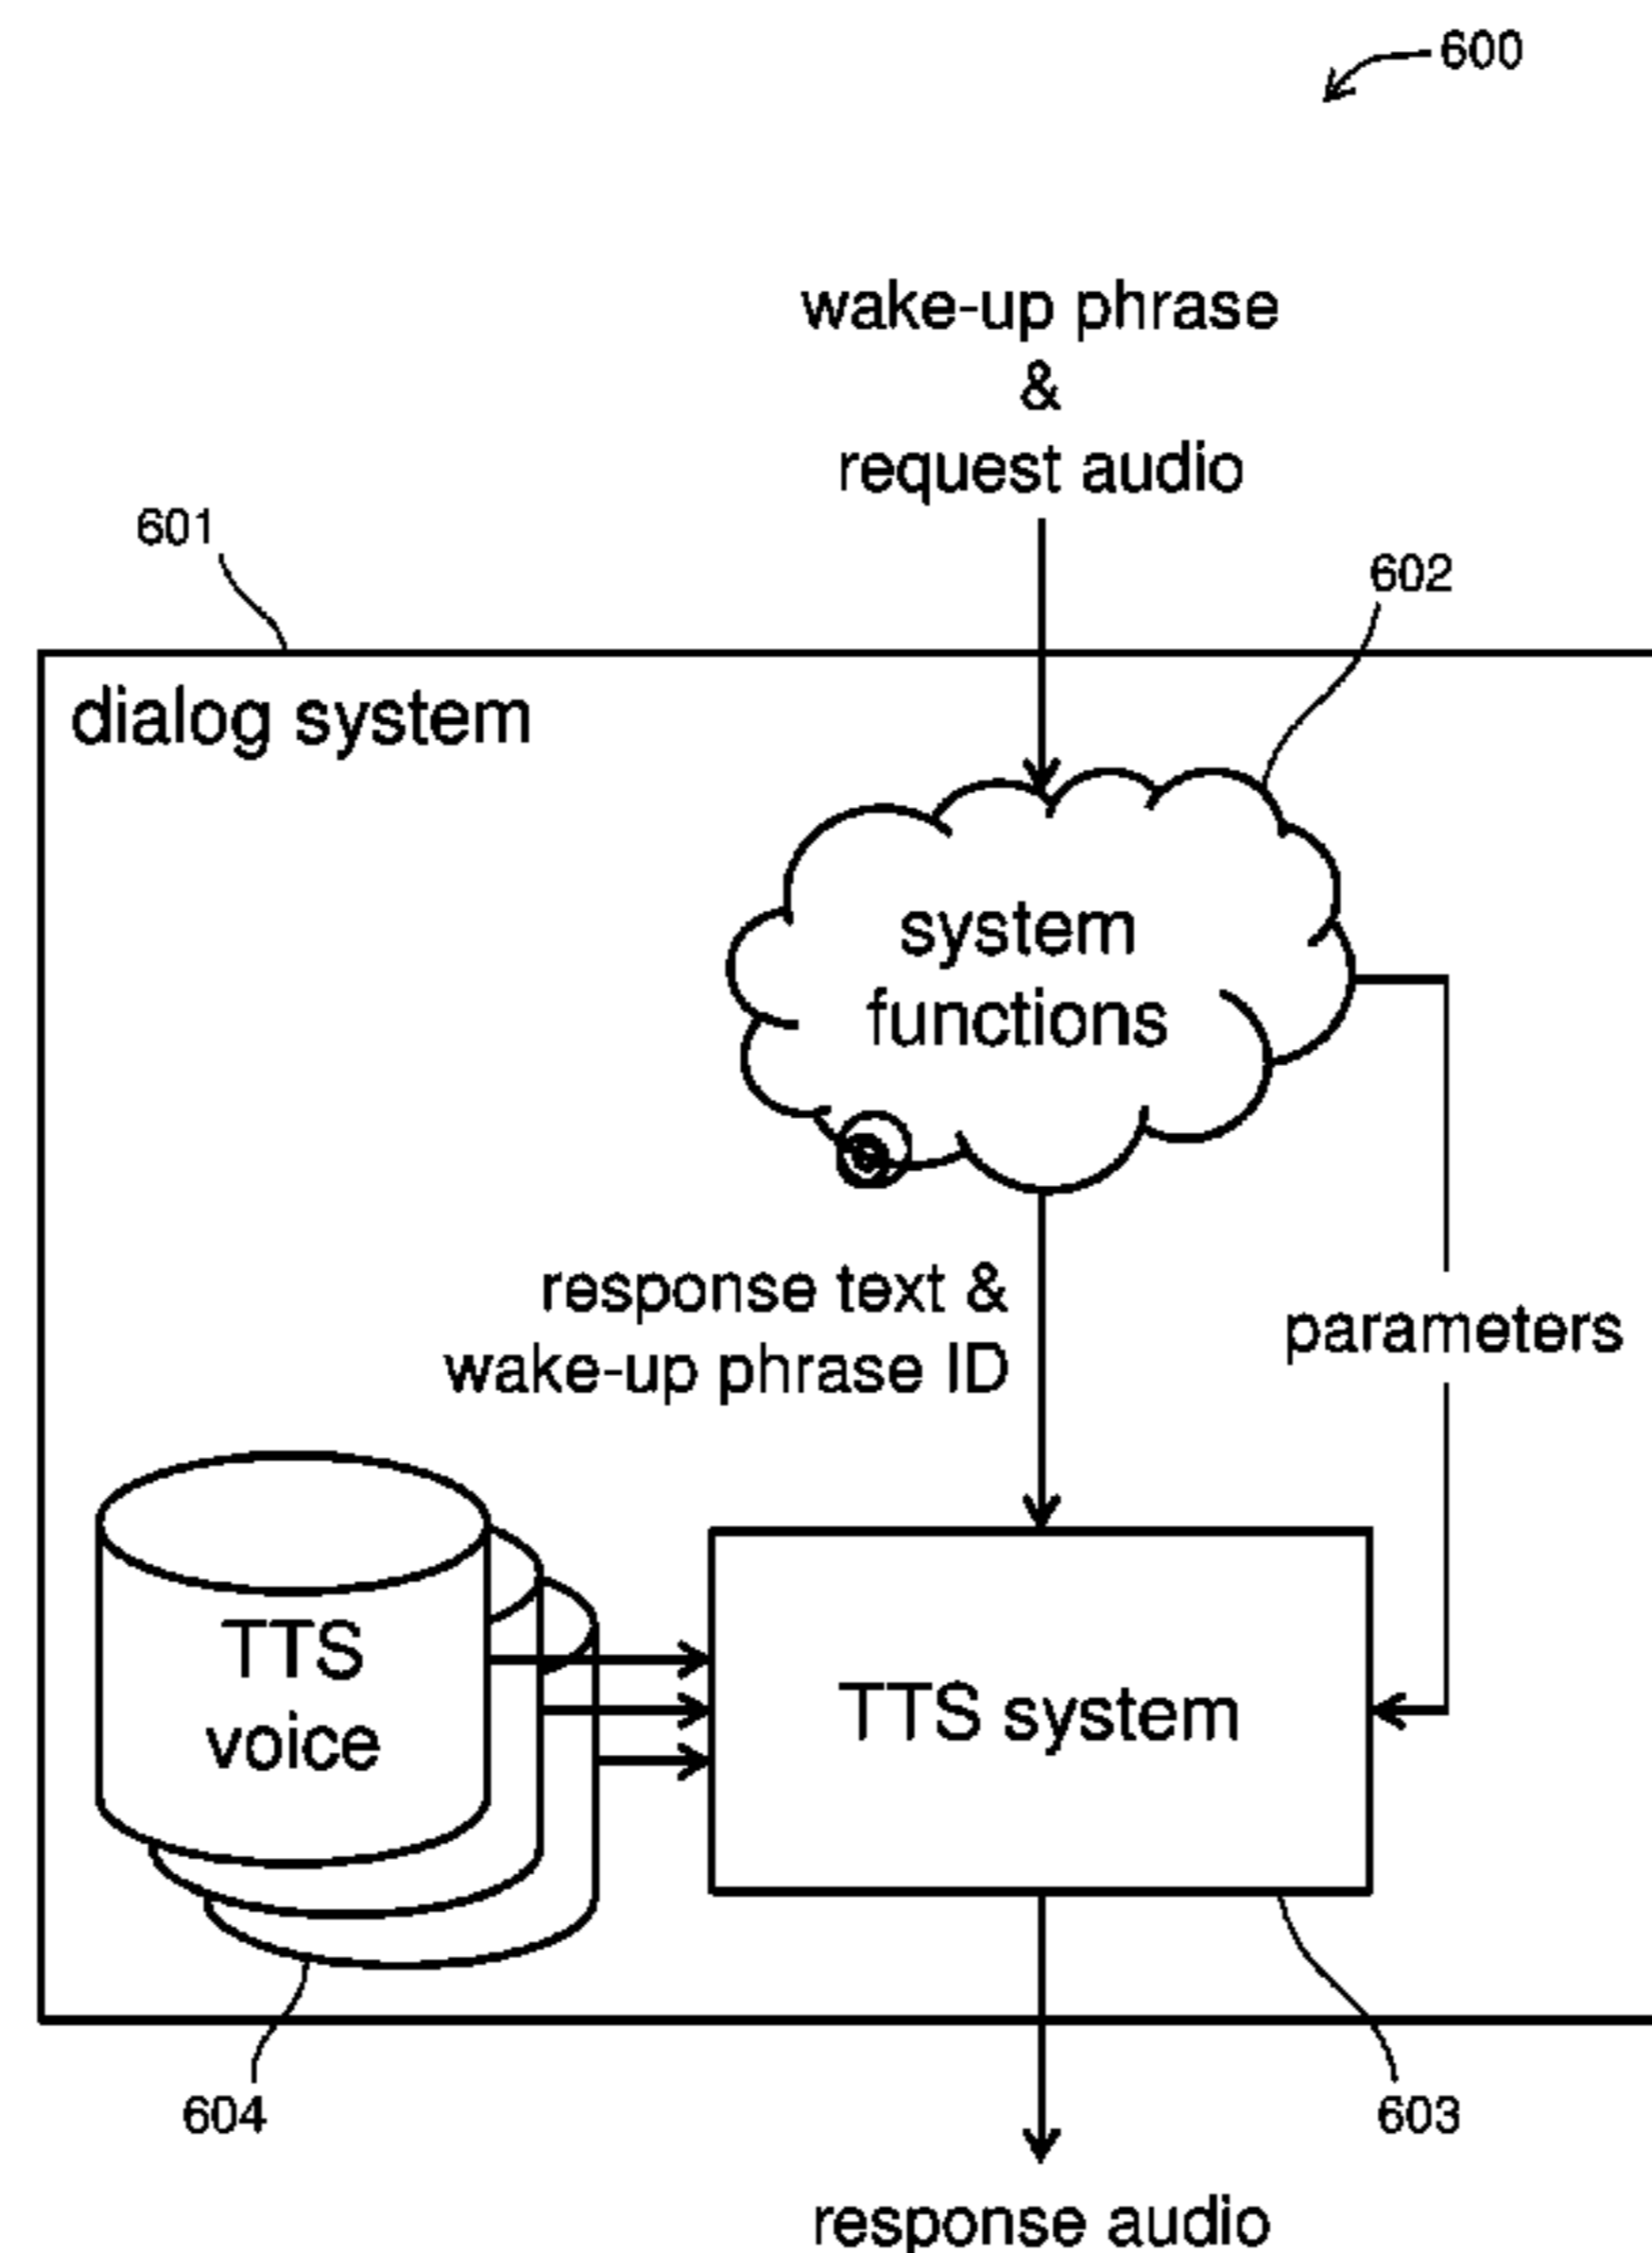 600
wake-up phrase
&
request audio
601
602
dialog system
system
functions
response text &
wake-up phrase ID
parameters
TTS
voice
TTS system
604
603
response audio